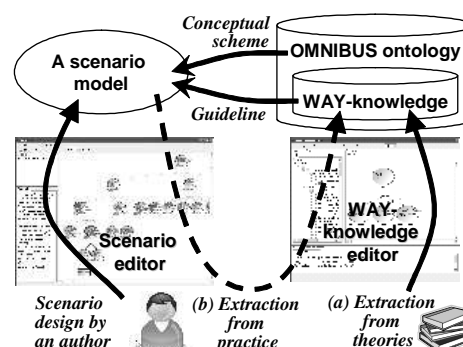 Conceptual
scheme
OMNIBUS ontology
A scenario
model
WAY-knowledge
Guideline
Scenario
editor
WAY-
knowledge
editor
Scenario
design by
an author
(b) Extraction
from
practice
(a) Extraction
from
theories